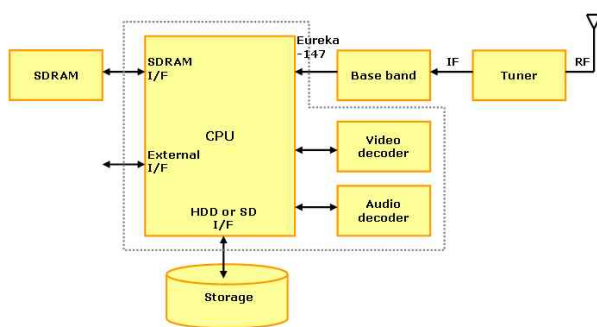 Eureka
-147
SDRAM
SDRAM
I/F
Base band
IF
Tuner
RF
CPU
Video
decoder
External
I/F
Audio
decoder
HDD or SD
I/F
Storage